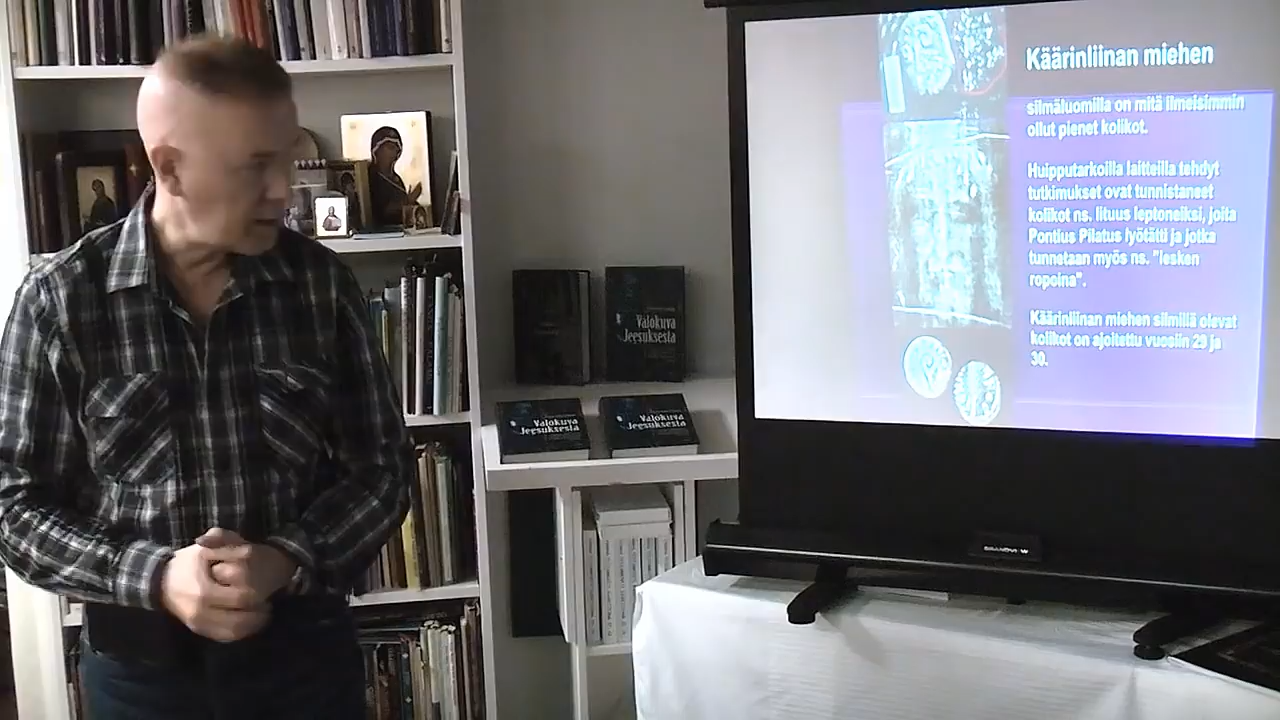 Käärinliinan miehen
silmäluomilla on mitä ilmeisimmin
ollut pienet kolikot.
Huipputarkoilla laitteilla tehdyt
tutkimukset ovat tunnistaneet
kolikot ns. lituus leptoneiksi, joita
Pontius Pilatus lyötätti ja jotka
tunnetaan myös ns. "lesken
ropoina".
Käärinliinan miehen silmillä olevat
kolikot on ajoitettu vuosiin 29 ja
30.
Valokuva
Jeesuksesta
Valokuva
Jeesuksesta
Valokuva
Jeesuksesta
GRANDVIEW